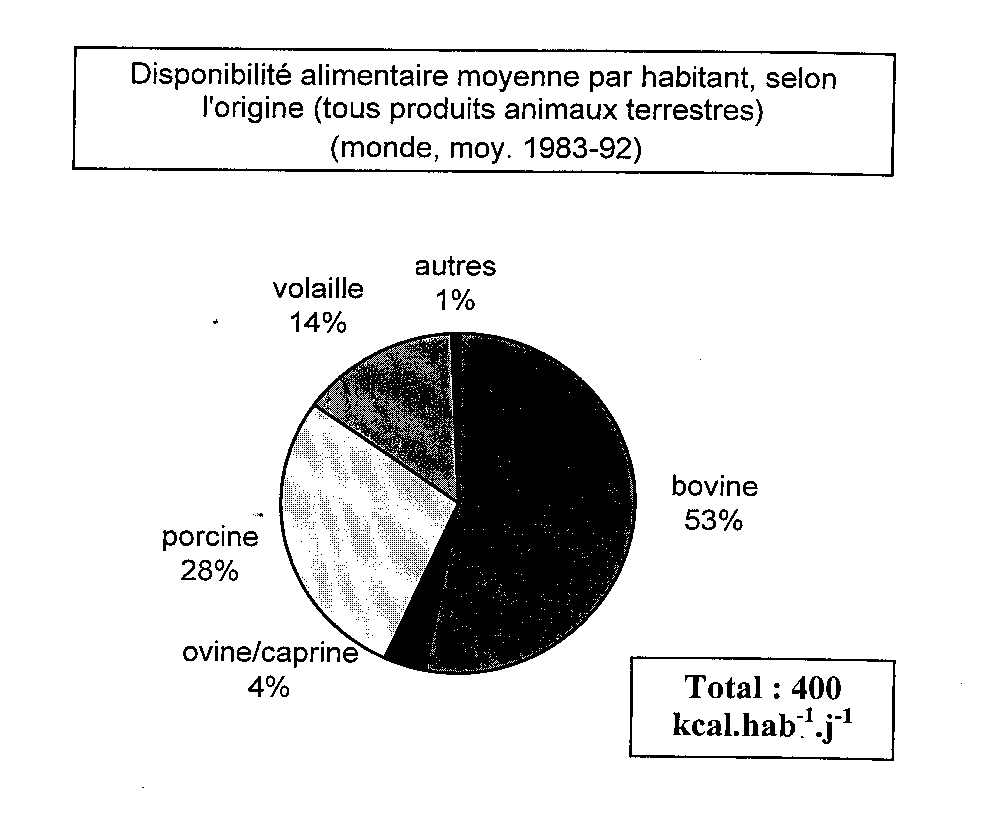 Disponibilité alimentaire moyenne par habitant, selon
l'origine (tous produits animaux terrestres)
(monde, moy. 1983-92)
autres
1%
volaille
14%
bovine
53%
porcine
28%
ovine/caprine
4%
Total : 400
kcal.hab⁻¹.j⁻¹